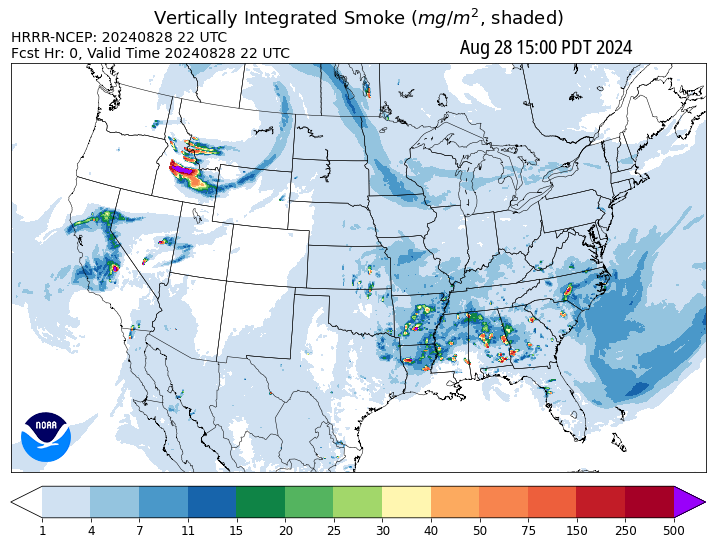 Vertically Integrated Smoke (mg/m², shaded)
HRRR-NCEP: 20240828 22 UTC
Fcst Hr: 0, Valid Time 20240828 22 UTC
Aug 28 15:00 PDT 2024
NOAA
1 4 7 11 15 20 25 30 40 50 75 150 250 500